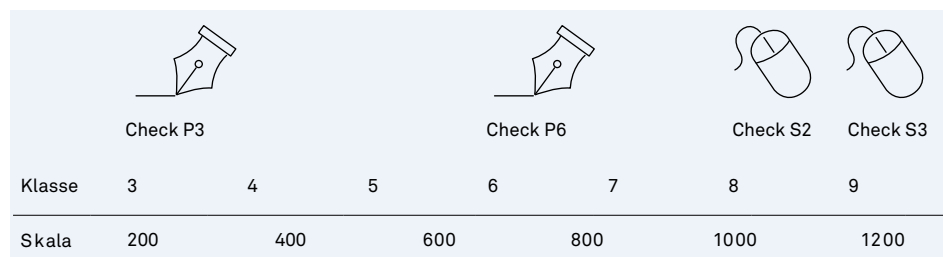 Check P3 Check P6 Check S2 Check S3
Klasse 3 4 5 6 7 8 9
Skala 200 400 600 800 1000 1200